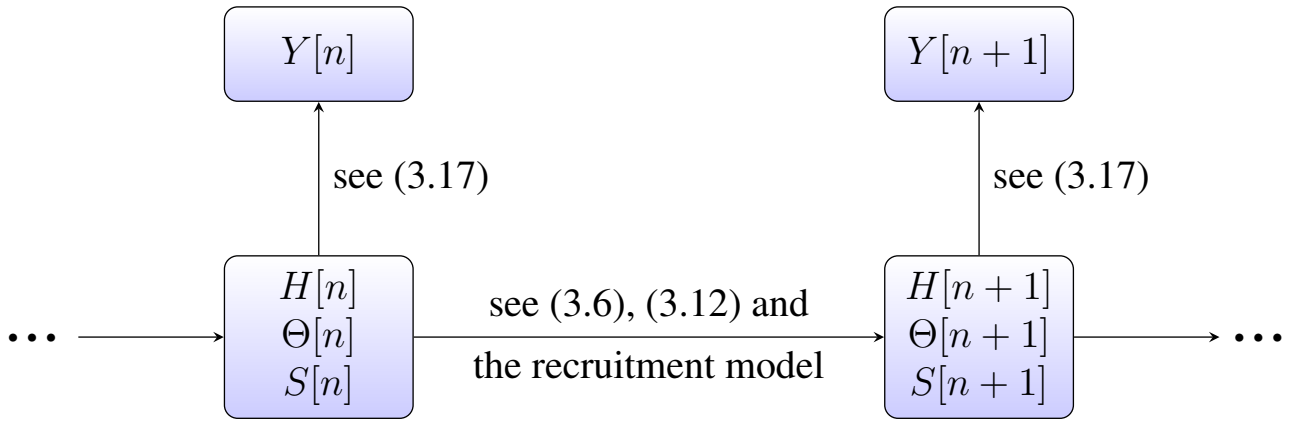 Y[n]
Y[n + 1]
see (3.17)
see (3.17)
H[n]
Θ[n]
S[n]
see (3.6), (3.12) and
the recruitment model
H[n + 1]
Θ[n + 1]
S[n + 1]
...
...